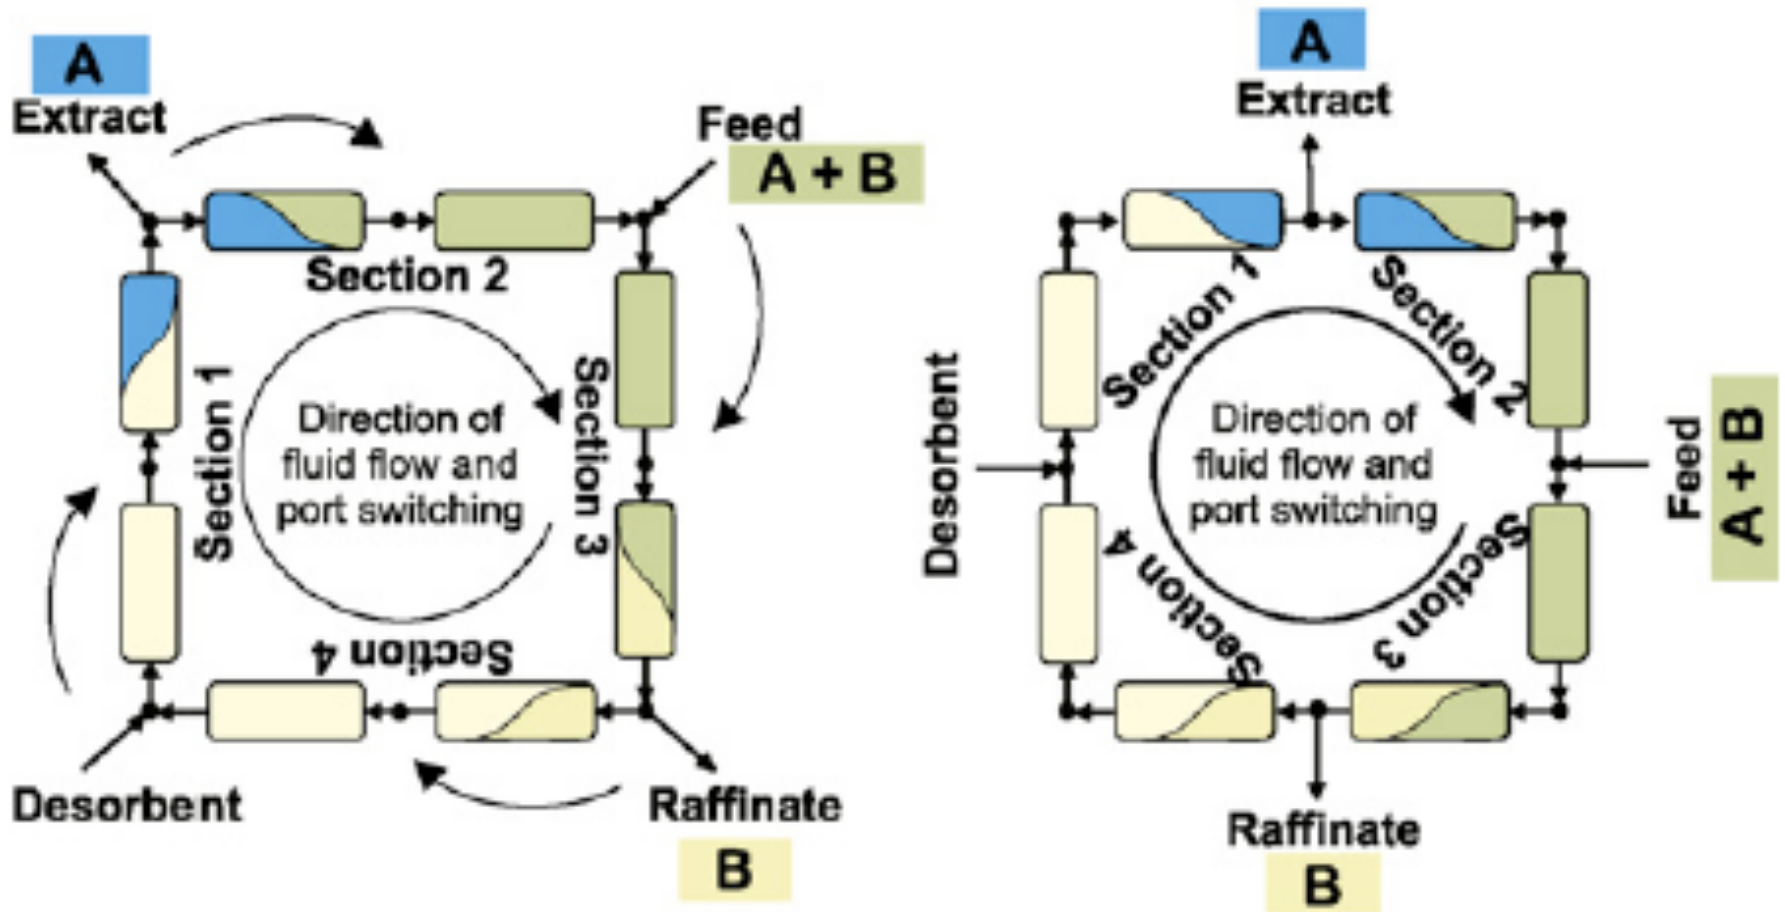 A
Extract
Feed
A + B
Section 2
Section 1
Direction of
fluid flow and
port switching
Section 3
Section 4
Desorbent
Raffinate
B
A
Extract
Section 1
Section 2
Desorbent
Direction of
fluid flow and
port switching
Feed
A + B
Section 4
Section 3
Raffinate
B